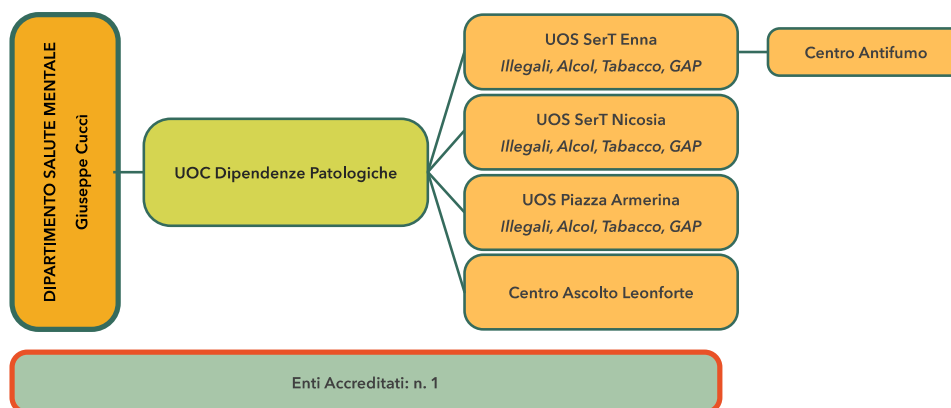 DIPARTIMENTO SALUTE MENTALE
Giuseppe Cuccì
UOC Dipendenze Patologiche
UOS SerT Enna
Illegali, Alcol, Tabacco, GAP
Centro Antifumo
UOS SerT Nicosia
Illegali, Alcol, Tabacco, GAP
UOS Piazza Armerina
Illegali, Alcol, Tabacco, GAP
Centro Ascolto Leonforte
Enti Accreditati: n. 1